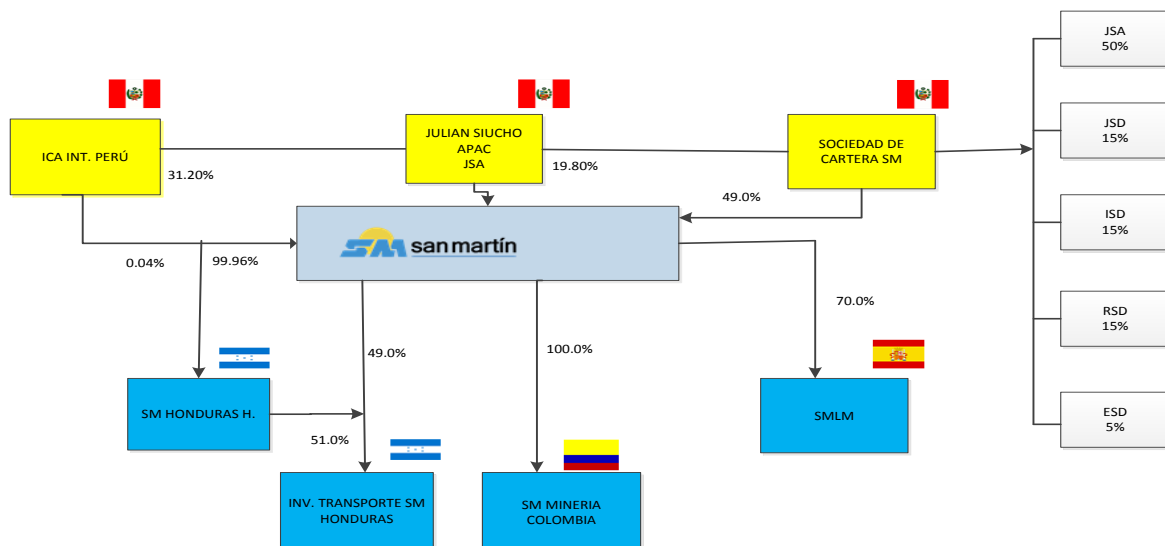 JSA
50%
JULIAN SIUCHO
APAC
JSA
SOCIEDAD DE
CARTERA SM
ICA INT. PERÚ
JSD
15%
31.20%
19.80%
49.0%
ISD
15%
SM san martín
0.04%
99.96%
70.0%
RSD
15%
49.0%
100.0%
SM HONDURAS H.
SMLM
ESD
5%
51.0%
INV. TRANSPORTE SM
HONDURAS
SM MINERIA
COLOMBIA